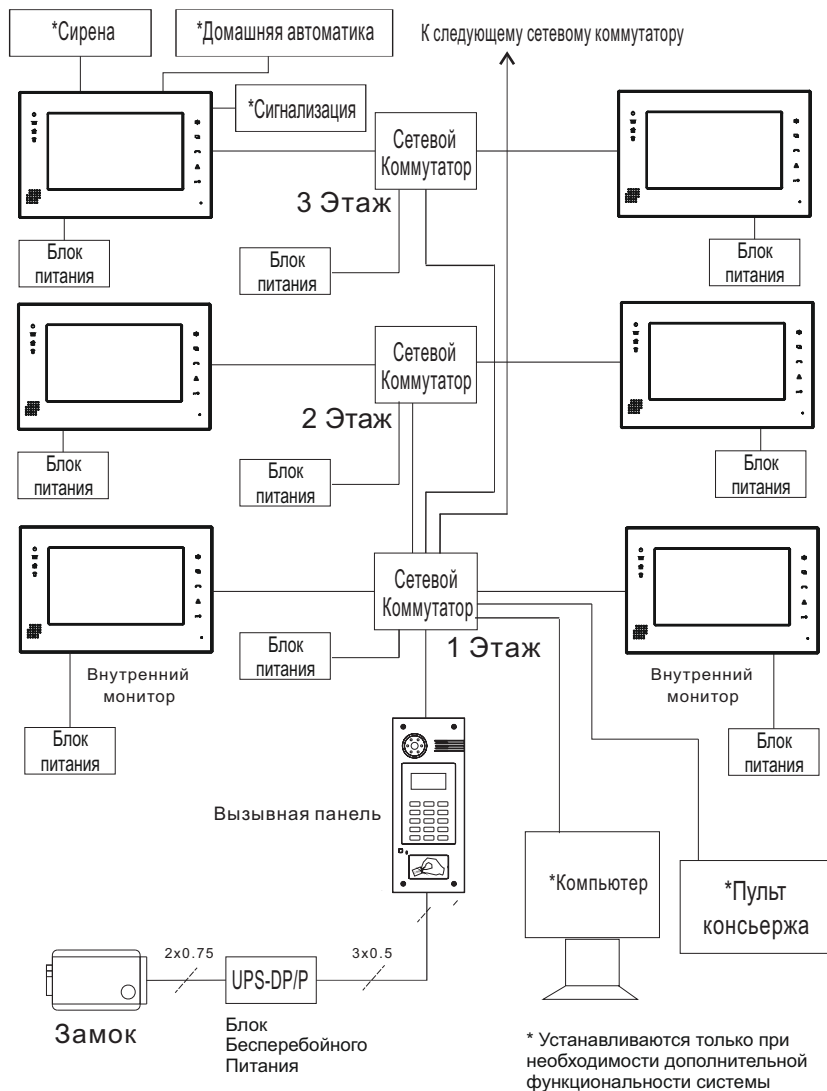 *Сирена
*Домашняя автоматика
К следующему сетевому коммутатору
*Сигнализация
Сетевой
Коммутатор
3 Этаж
Блок
питания
Блок
питания
Блок
питания
Сетевой
Коммутатор
2 Этаж
Блок
питания
Блок
питания
Блок
питания
Сетевой
Коммутатор
1 Этаж
Блок
питания
Внутренний
монитор
Внутренний
монитор
Блок
питания
Блок
питания
Вызывная панель
*Компьютер
*Пульт
консьержа
2x0.75
3x0.5
UPS-DP/P
Замок
Блок
Бесперебойного
Питания
* Устанавливаются только при
необходимости дополнительной
функциональности системы